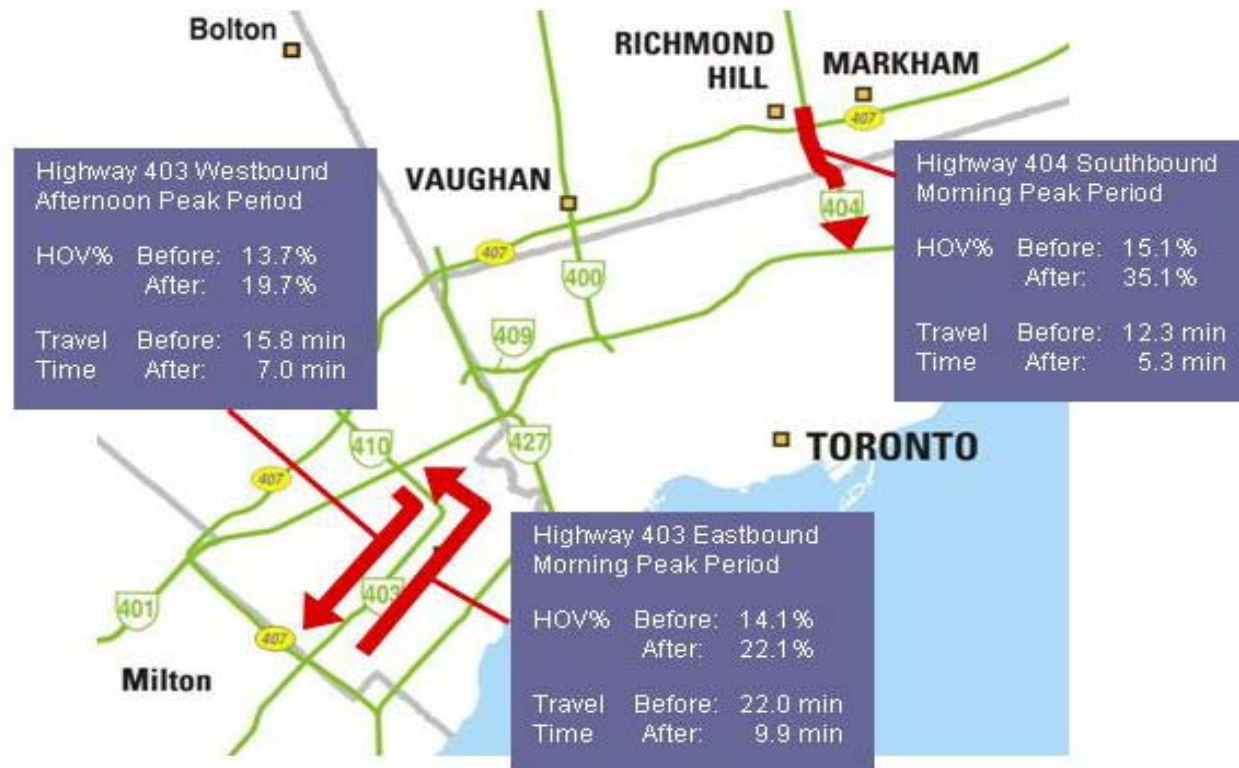 Bolton
RICHMOND
HILL
MARKHAM
407
Highway 403 Westbound
Afternoon Peak Period
HOV% Before: 13.7%
After: 19.7%
Travel Before: 15.8 min
Time After: 7.0 min
VAUGHAN
Highway 404 Southbound
Morning Peak Period
HOV% Before: 15.1%
After: 35.1%
Travel Before: 12.3 min
Time After: 5.3 min
404
407
400
409
410
427
TORONTO
407
Highway 403 Eastbound
Morning Peak Period
HOV% Before: 14.1%
After: 22.1%
Travel Before: 22.0 min
Time After: 9.9 min
403
401
407
Milton